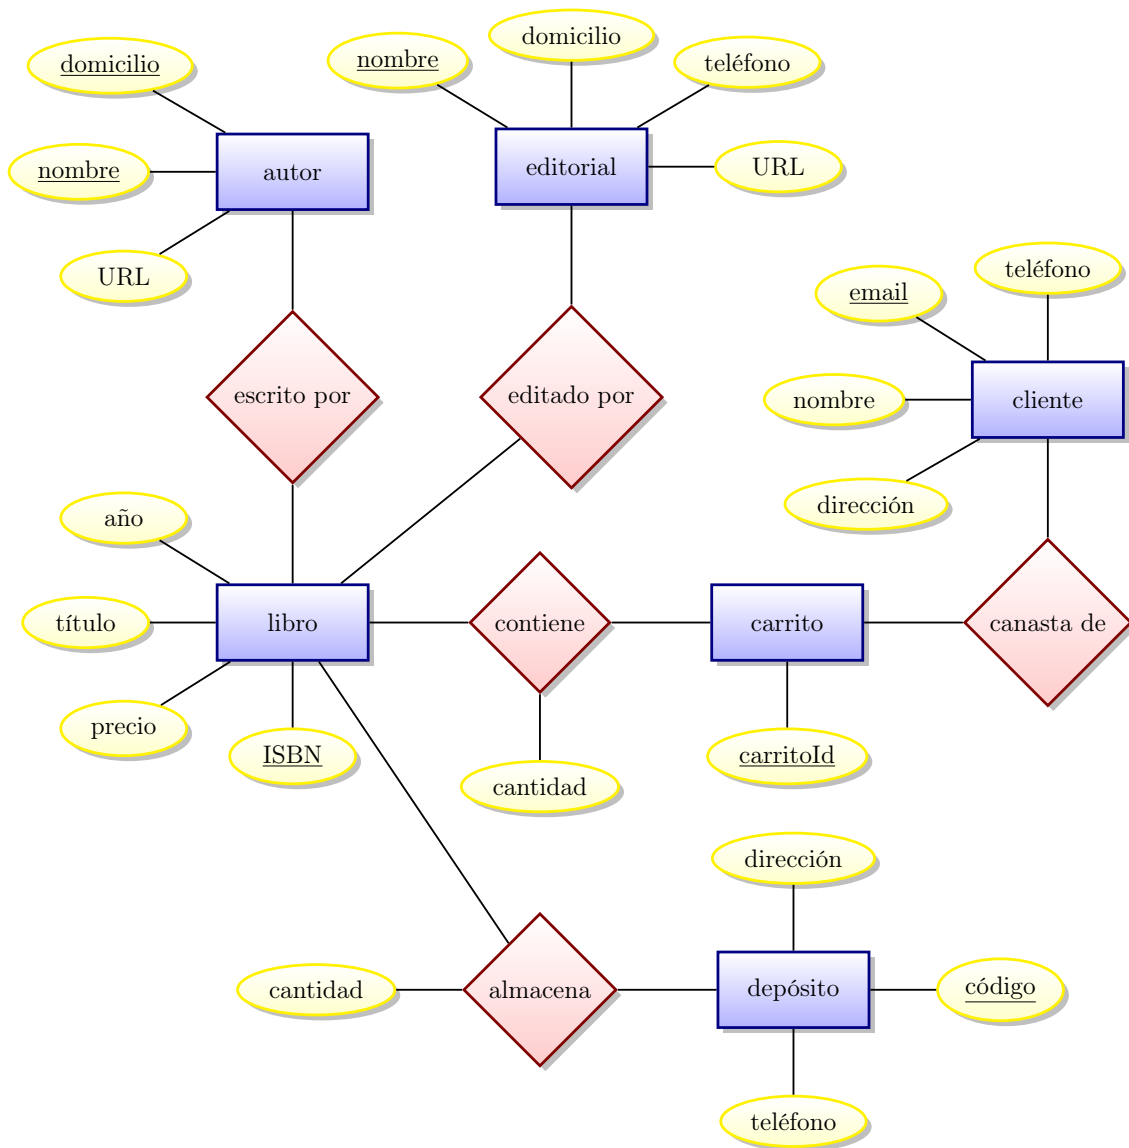 domicilio
nombre
domicilio
teléfono
nombre
autor
editorial
URL
URL
teléfono
email
escrito por
editado por
nombre
cliente
dirección
año
título
libro
contiene
carrito
canasta de
precio
ISBN
cantidad
carritoId
dirección
cantidad
almacena
depósito
código
teléfono